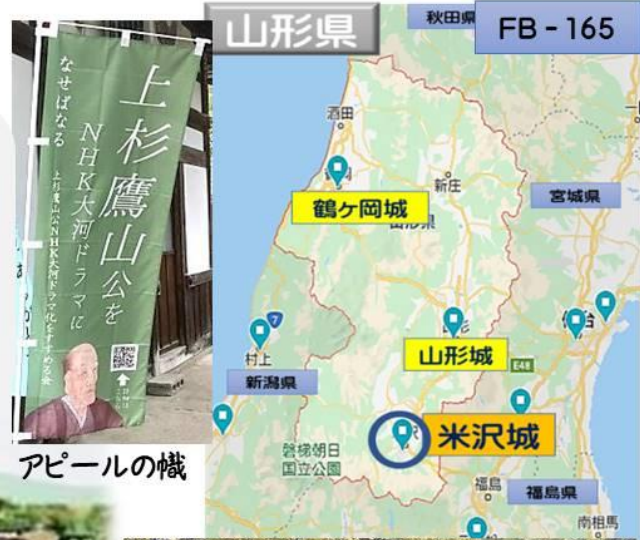 山形県
秋田県
FB - 165
上杉鷹山公を
NHK大河ドラマに
なせばなる
上杉鷹山公NHK大河ドラマ化をすすめる会
アピールの幟
酒田
新庄
鶴ヶ岡城
宮城県
山形城
E48
7
村上
新潟県
米沢城
磐梯朝日
国立公園
福島
福島県
南相馬